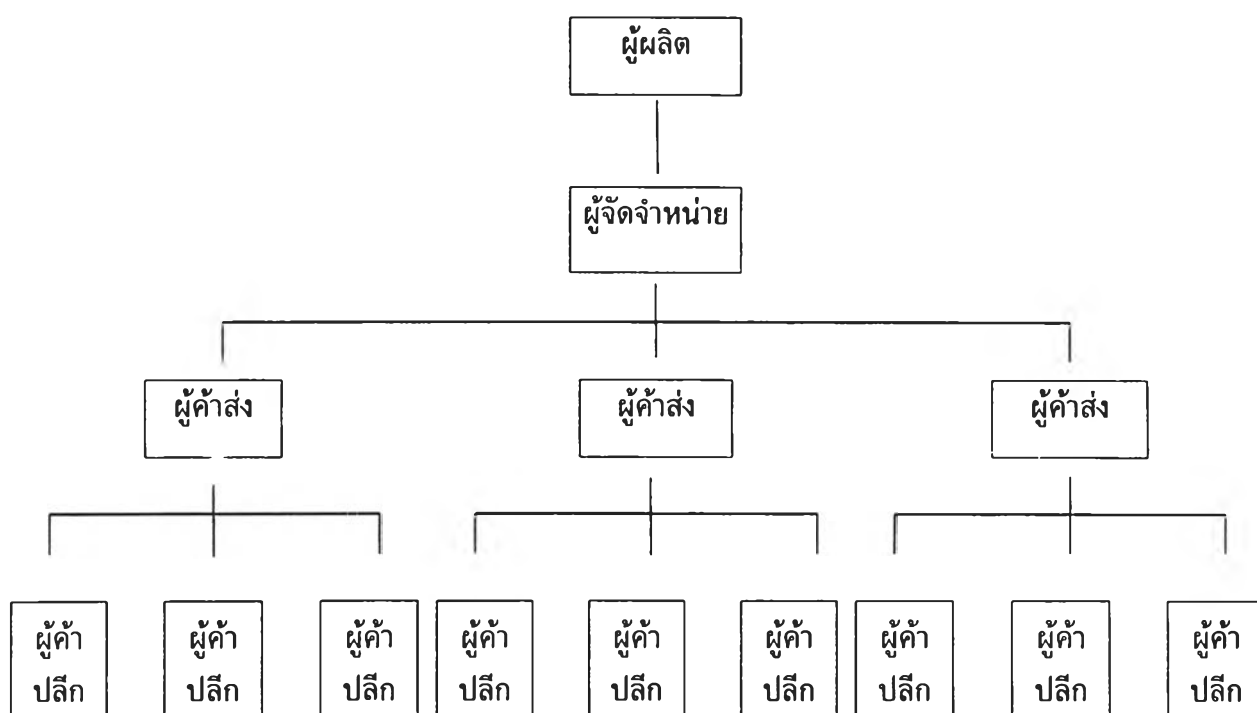 ผู้ผลิต
ผู้จัดจำหน่าย
ผู้ค้าส่ง ผู้ค้าส่ง ผู้ค้าส่ง
ผู้ค้า ผู้ค้า ผู้ค้า ผู้ค้า ผู้ค้า ผู้ค้า ผู้ค้า ผู้ค้า ผู้ค้า
ปลีก ปลีก ปลีก ปลีก ปลีก ปลีก ปลีก ปลีก ปลีก